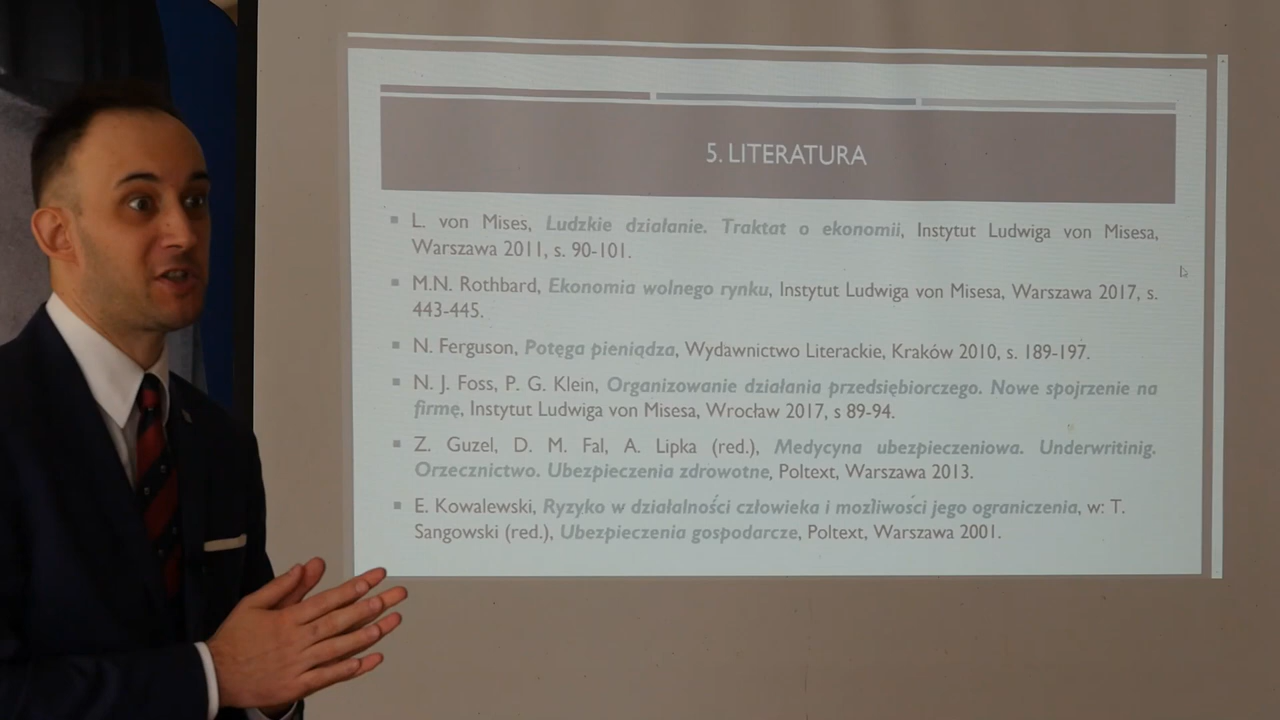 5. LITERATURA
L. von Mises, Ludzkie działanie. Traktat o ekonomii, Instytut Ludwiga von Misesa,
Warszawa 2011, s. 90-101.
M.N. Rothbard, Ekonomia wolnego rynku, Instytut Ludwiga von Misesa, Warszawa 2017, s.
443-445.
N. Ferguson, Potęga pieniądza, Wydawnictwo Literackie, Kraków 2010, s. 189-197.
N. J. Foss, P. G. Klein, Organizowanie działania przedsiębiorczego. Nowe spojrzenie na
firmę, Instytut Ludwiga von Misesa, Wrocław 2017, s 89-94.
Z. Guzel, D. M. Fal, A. Lipka (red.), Medycyna ubezpieczeniowa. Underwritinig.
Orzecznictwo. Ubezpieczenia zdrowotne, Poltext, Warszawa 2013.
E. Kowalewski, Ryzyko w działalności człowieka i możliwości jego ograniczenia, w: T.
Sangowski (red.), Ubezpieczenia gospodarcze, Poltext, Warszawa 2001.